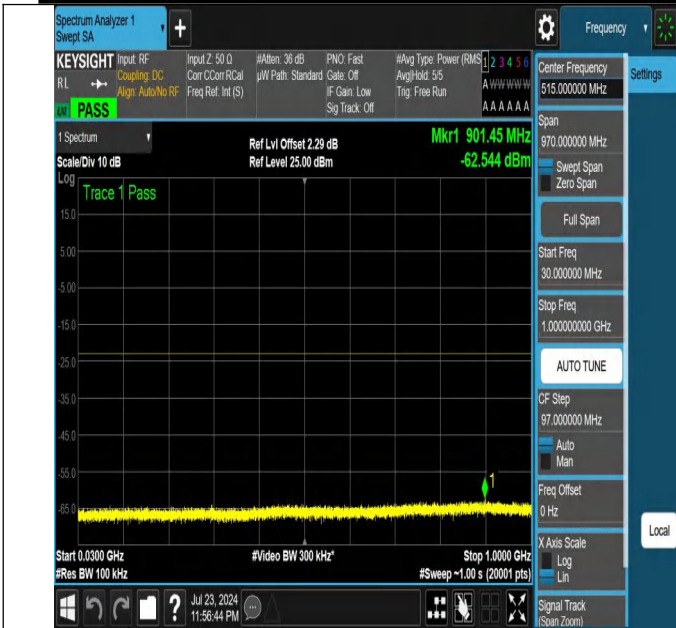 Spectrum Analyzer 1
Swept SA
+
Frequency
KEYSIGHT
RL
PASS
Input: RF
Coupling: DC
Align: Auto/No RF
Input Z: 50 Ω
Corr CCorr RCal
Freq Ref: Int (S)
#Atten: 36 dB
µW Path: Standard
PNO: Fast
Gate: Off
IF Gain: Low
Sig Track: Off
#Avg Type: Power (RMS
Avg|Hold: 5/5
Trig: Free Run
1 2 3 4 5 6
A W W W W W
A A A A A A
1 Spectrum
Scale/Div 10 dB
Ref Lvl Offset 2.29 dB
Ref Level 25.00 dBm
Mkr1 901.45 MHz
-62.544 dBm
Log
Trace 1 Pass
15.0
5.00
-5.00
-15.0
-25.0
-35.0
-45.0
-55.0
-65.0
1
Start 0.0300 GHz
#Res BW 100 kHz
#Video BW 300 kHz*
Stop 1.0000 GHz
#Sweep ~1.00 s (20001 pts)
?
Jul 23, 2024
11:56:44 PM
Center Frequency
515.000000 MHz
Span
970.000000 MHz
Swept Span
Zero Span
Full Span
Start Freq
30.000000 MHz
Stop Freq
1.000000000 GHz
AUTO TUNE
CF Step
97.000000 MHz
Auto
Man
Freq Offset
0 Hz
X Axis Scale
Log
Lin
Signal Track
(Span Zoom)
Settings
Local